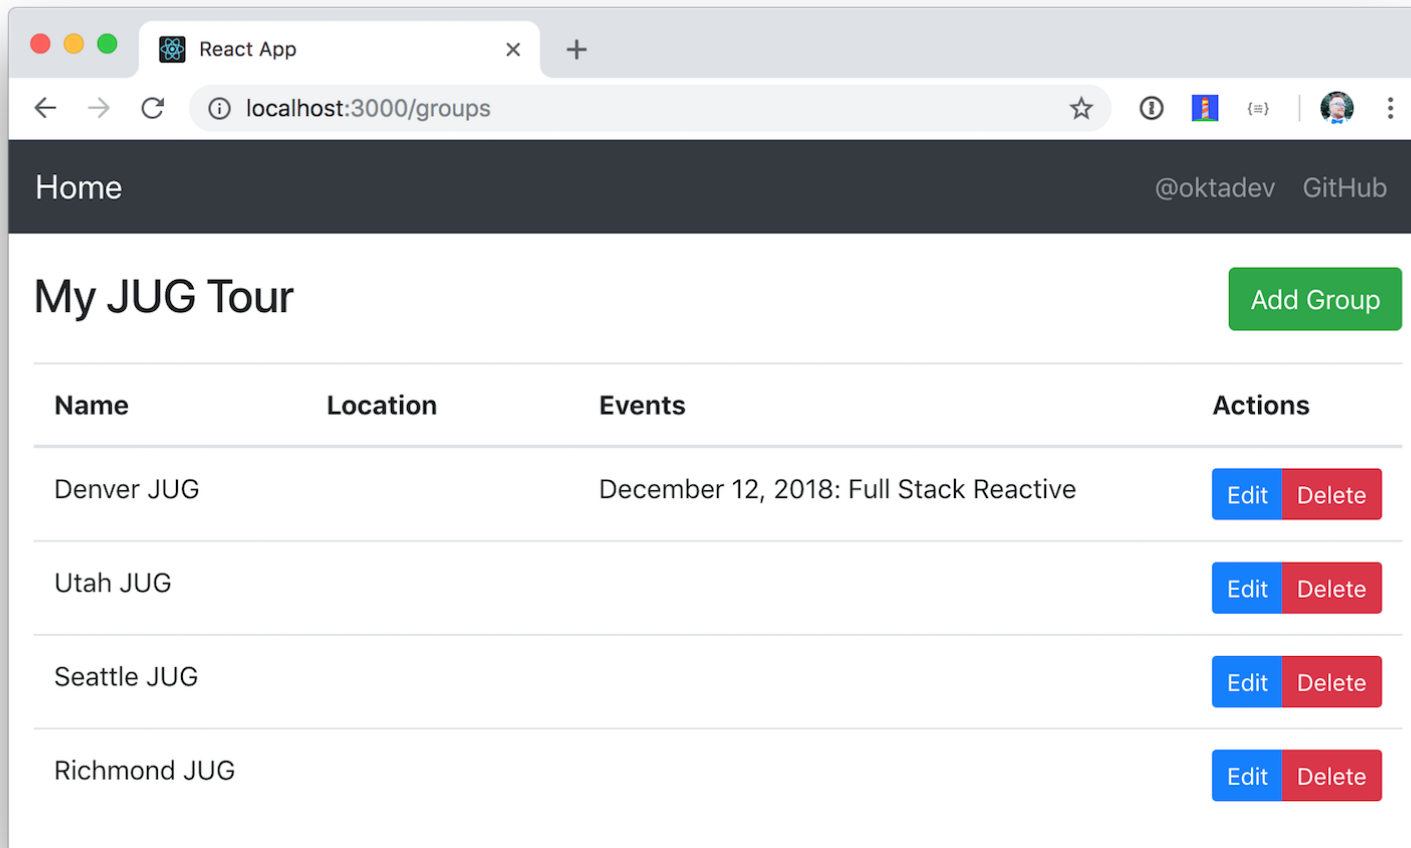 React App
localhost:3000/groups
Home @oktadev GitHub
My JUG Tour Add Group
Name Location Events Actions
Denver JUG December 12, 2018: Full Stack Reactive Edit Delete
Utah JUG Edit Delete
Seattle JUG Edit Delete
Richmond JUG Edit Delete